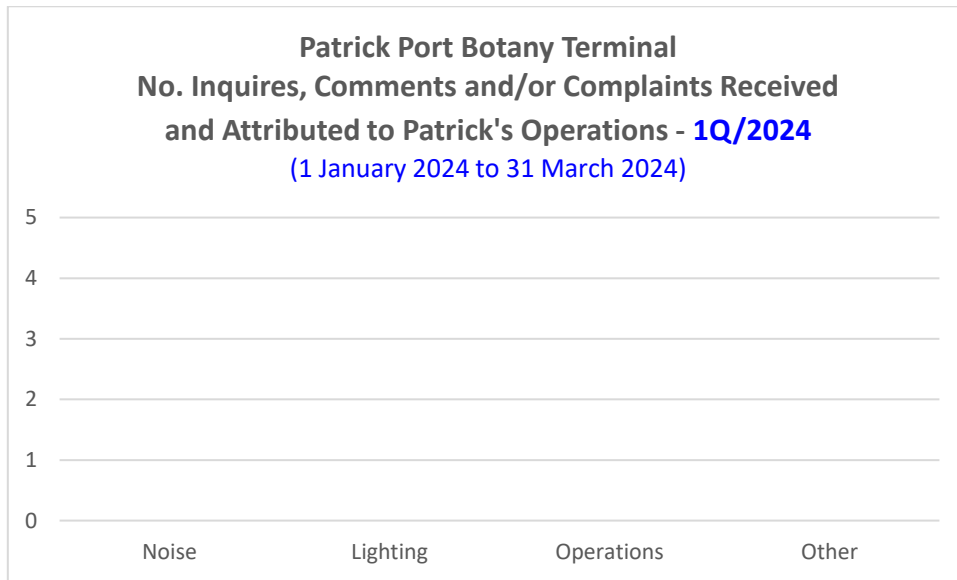 Patrick Port Botany Terminal
No. Inquires, Comments and/or Complaints Received
and Attributed to Patrick's Operations - 1Q/2024
(1 January 2024 to 31 March 2024)
5
4
3
2
1
0
Noise Lighting Operations Other